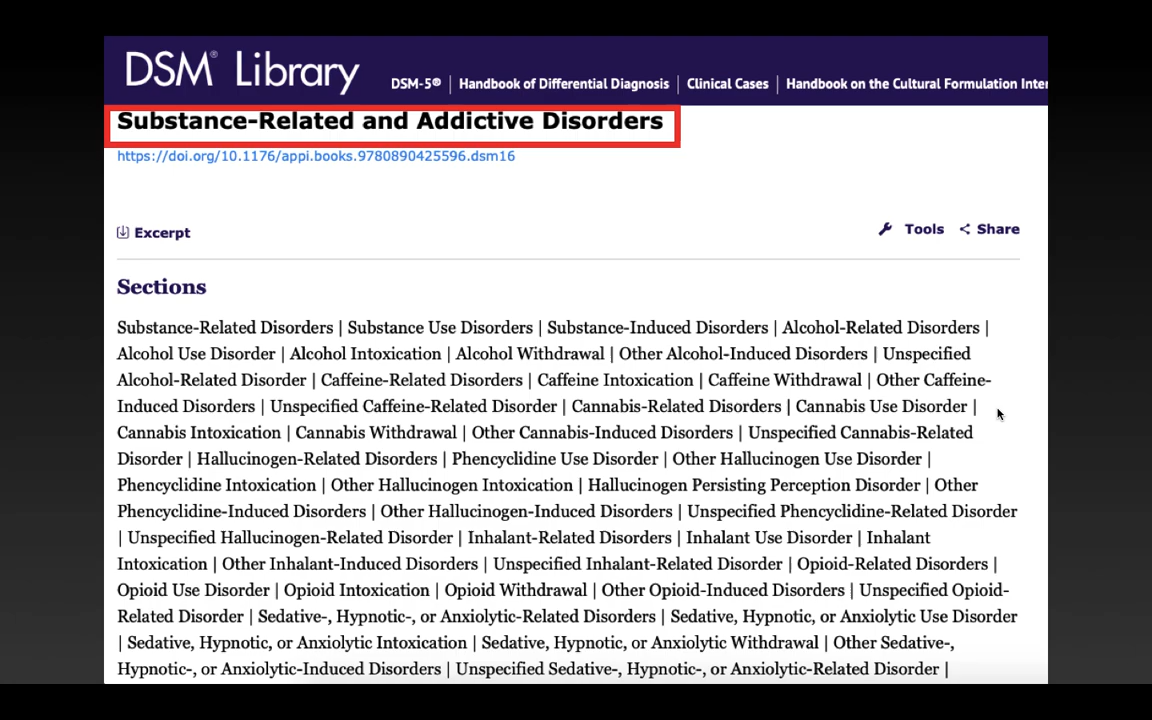 DSM® Library
DSM-5® | Handbook of Differential Diagnosis | Clinical Cases | Handbook on the Cultural Formulation Inter
Substance-Related and Addictive Disorders
https://doi.org/10.1176/appi.books.9780890425596.dsm16
Excerpt
Tools Share
Sections
Substance-Related Disorders | Substance Use Disorders | Substance-Induced Disorders | Alcohol-Related Disorders |
Alcohol Use Disorder | Alcohol Intoxication | Alcohol Withdrawal | Other Alcohol-Induced Disorders | Unspecified
Alcohol-Related Disorder | Caffeine-Related Disorders | Caffeine Intoxication | Caffeine Withdrawal | Other Caffeine-
Induced Disorders | Unspecified Caffeine-Related Disorder | Cannabis-Related Disorders | Cannabis Use Disorder |
Cannabis Intoxication | Cannabis Withdrawal | Other Cannabis-Induced Disorders | Unspecified Cannabis-Related
Disorder | Hallucinogen-Related Disorders | Phencyclidine Use Disorder | Other Hallucinogen Use Disorder |
Phencyclidine Intoxication | Other Hallucinogen Intoxication | Hallucinogen Persisting Perception Disorder | Other
Phencyclidine-Induced Disorders | Other Hallucinogen-Induced Disorders | Unspecified Phencyclidine-Related Disorder
| Unspecified Hallucinogen-Related Disorder | Inhalant-Related Disorders | Inhalant Use Disorder | Inhalant
Intoxication | Other Inhalant-Induced Disorders | Unspecified Inhalant-Related Disorder | Opioid-Related Disorders |
Opioid Use Disorder | Opioid Intoxication | Opioid Withdrawal | Other Opioid-Induced Disorders | Unspecified Opioid-
Related Disorder | Sedative-, Hypnotic-, or Anxiolytic-Related Disorders | Sedative, Hypnotic, or Anxiolytic Use Disorder
| Sedative, Hypnotic, or Anxiolytic Intoxication | Sedative, Hypnotic, or Anxiolytic Withdrawal | Other Sedative-,
Hypnotic-, or Anxiolytic-Induced Disorders | Unspecified Sedative-, Hypnotic-, or Anxiolytic-Related Disorder |